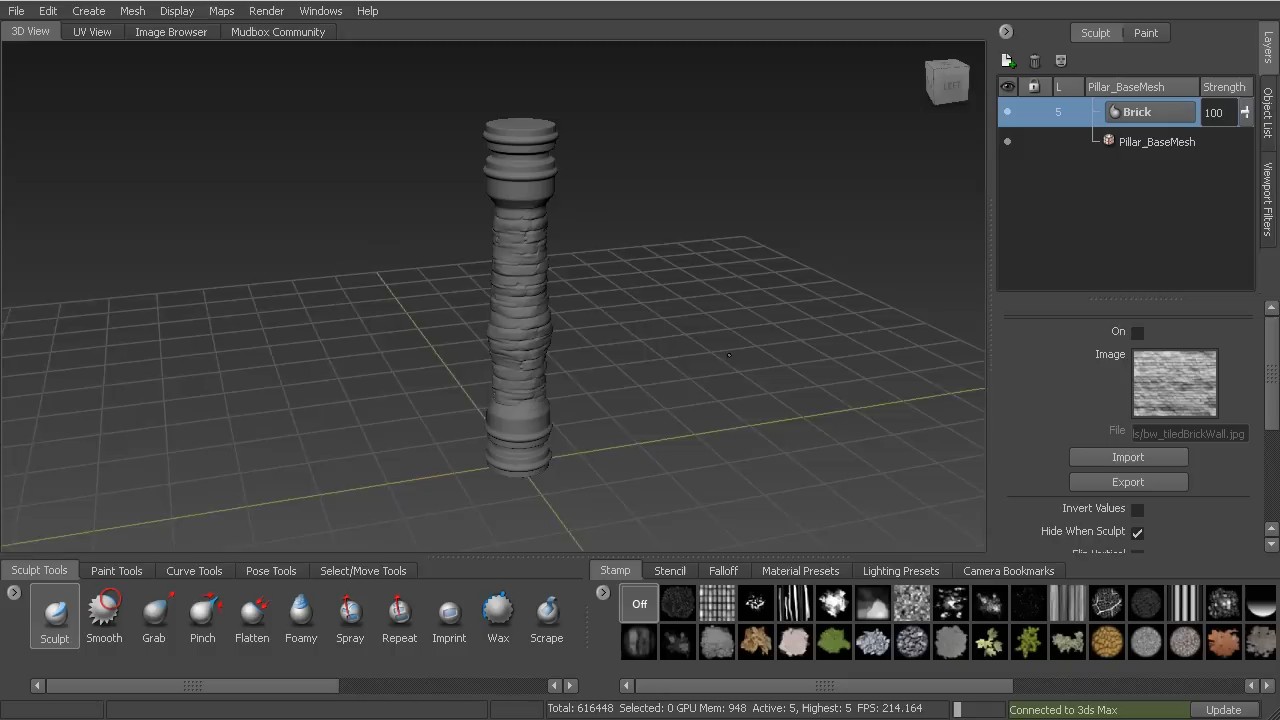 File Edit Create Mesh Display Maps Render Windows Help
3D View UV View Image Browser Mudbox Community
LEFT
Sculpt Paint
Layers
Object List
Viewport Filters
L Pillar_BaseMesh Strength
5 Brick 100
Pillar_BaseMesh
On
Image
File ls/bw_tiledBrickWall.jpg
Import
Export
Invert Values
Hide When Sculpt
Sculpt Tools Paint Tools Curve Tools Pose Tools Select/Move Tools
Stamp Stencil Falloff Material Presets Lighting Presets Camera Bookmarks
Off
Sculpt Smooth Grab Pinch Flatten Foamy Spray Repeat Imprint Wax Scrape
Total: 616448 Selected: 0 GPU Mem: 948 Active: 5, Highest: 5 FPS: 214.164
Connected to 3ds Max
Update